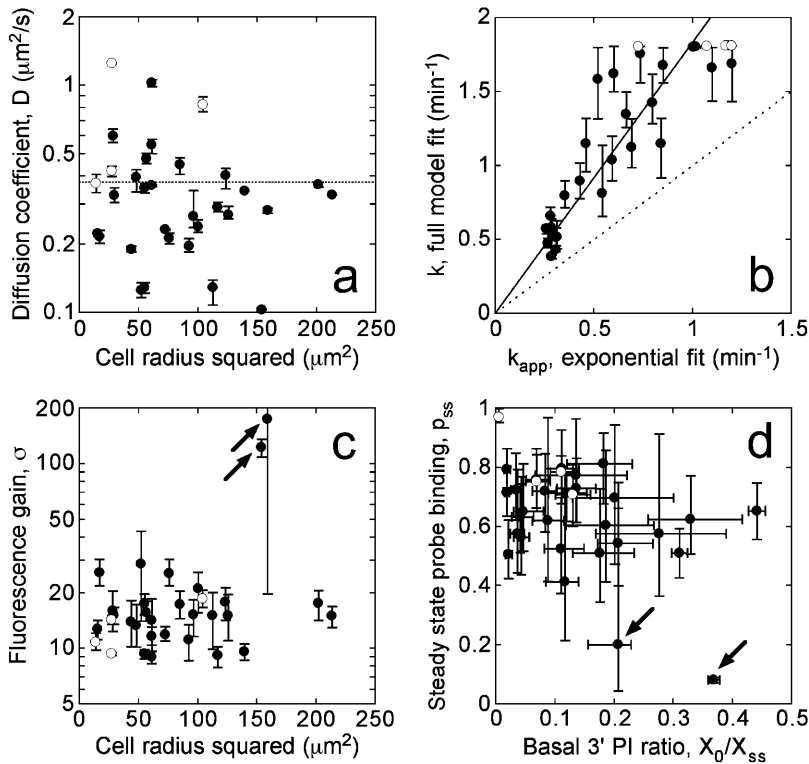 Diffusion coefficient, D (μm²/s)
2
1
0.5
0.2
0.1
a
0 50 100 150 200 250
Cell radius squared (μm²)
k, full model fit (min⁻¹)
2
1.5
1
0.5
0
b
0 0.5 1 1.5
k_app, exponential fit (min⁻¹)
Fluorescence gain, σ
200
100
50
20
10
5
c
0 50 100 150 200 250
Cell radius squared (μm²)
Steady state probe binding, p_ss
1
0.8
0.6
0.4
0.2
0
d
0 0.1 0.2 0.3 0.4 0.5
Basal 3' PI ratio, X₀/X_ss